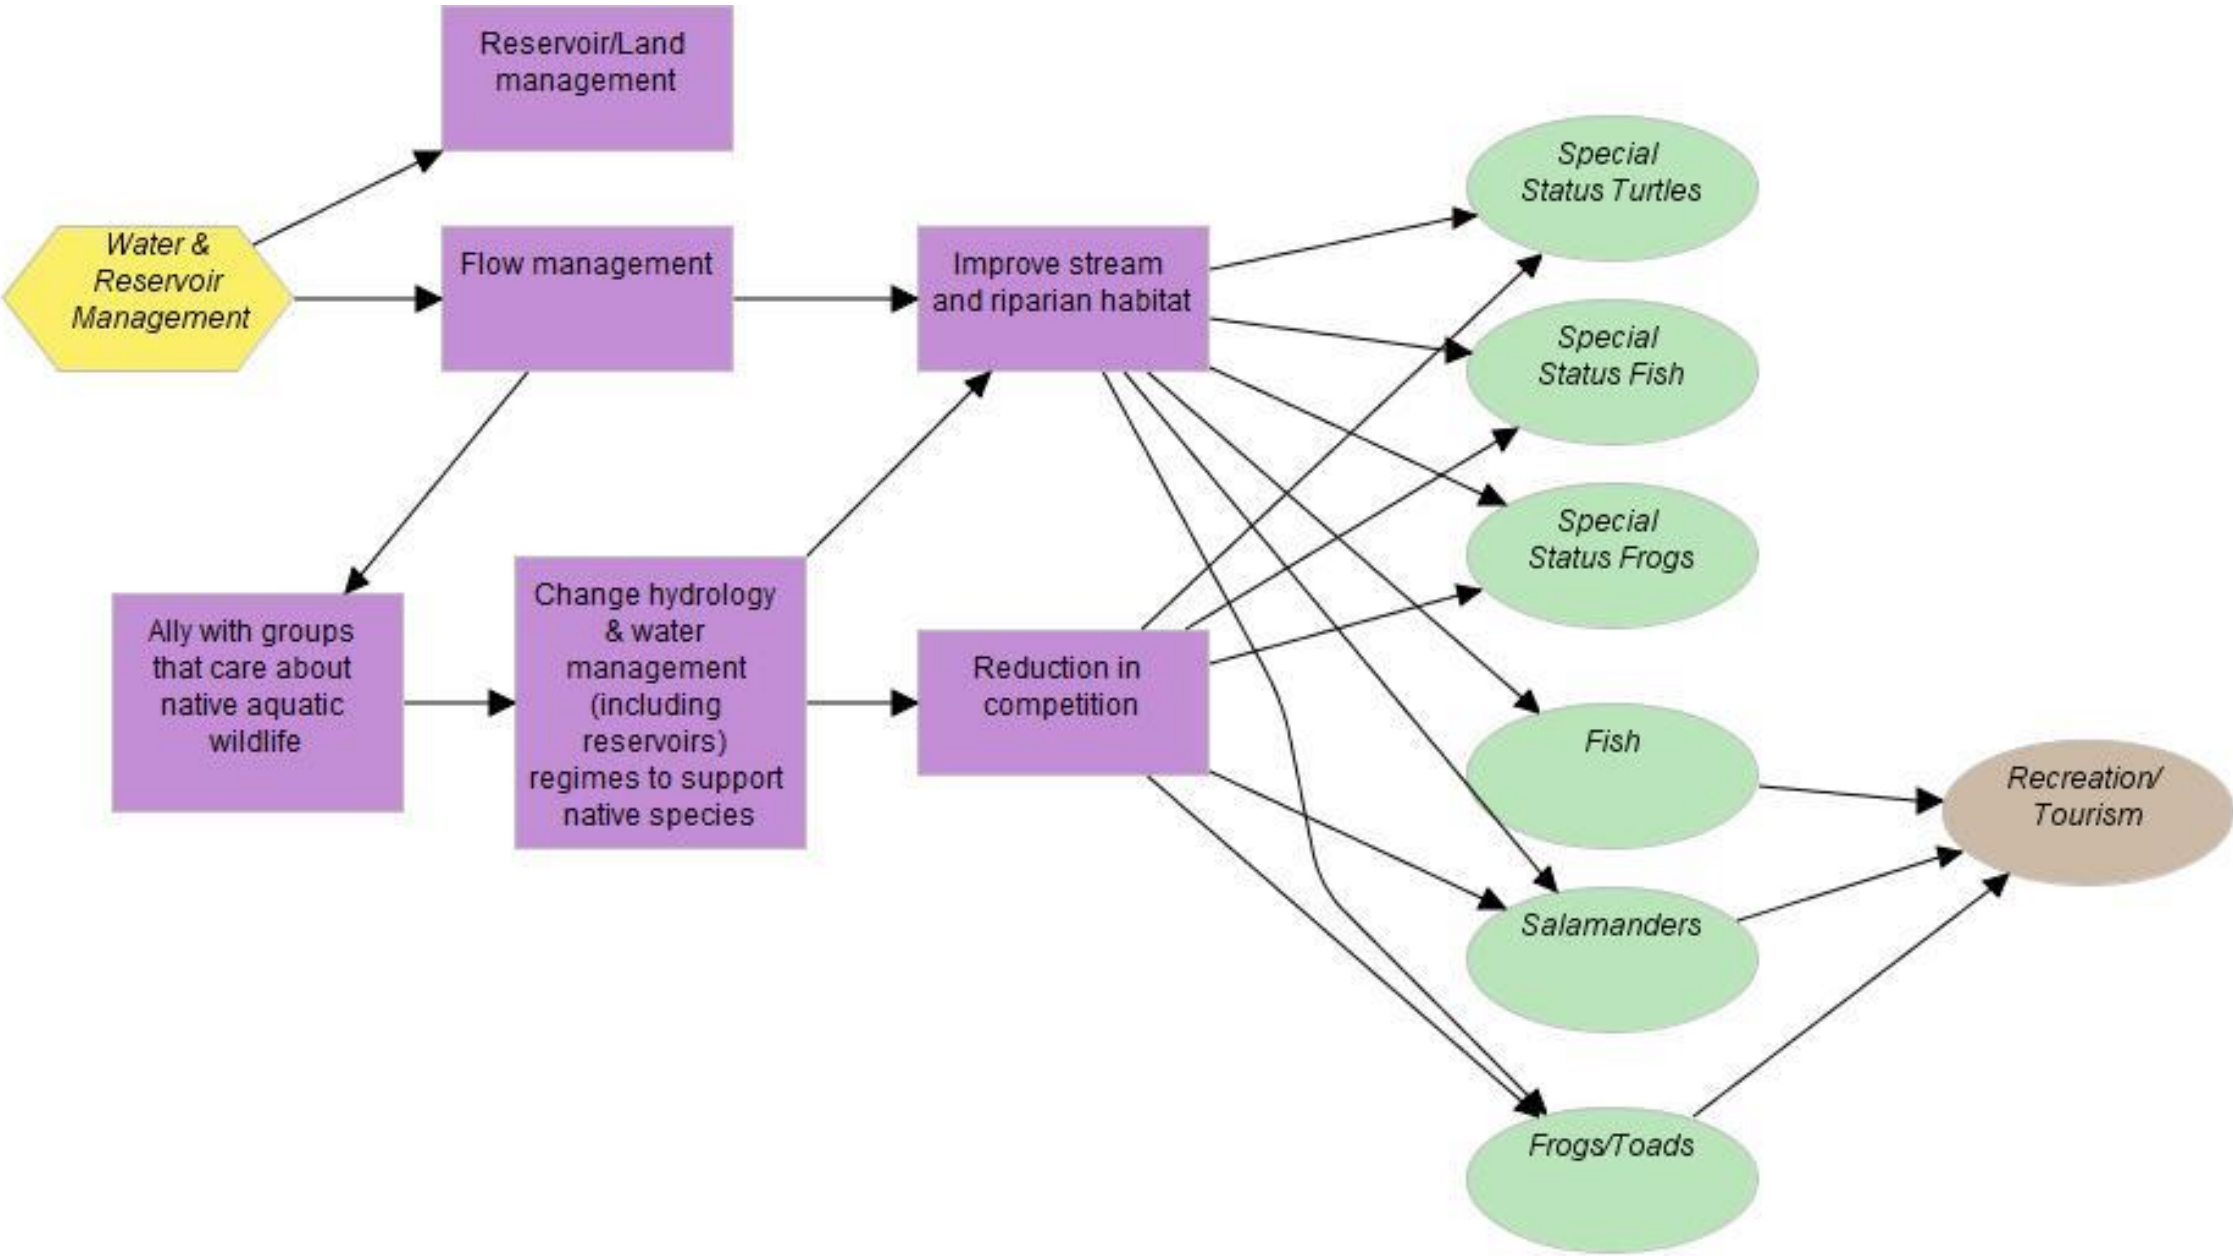 Reservoir/Land
management
Water &
Reservoir
Management
Flow management
Improve stream
and riparian habitat
Special
Status Turtles
Special
Status Fish
Special
Status Frogs
Ally with groups
that care about
native aquatic
wildlife
Change hydrology
& water
management
(including
reservoirs)
regimes to support
native species
Reduction in
competition
Fish
Salamanders
Frogs/Toads
Recreation/
Tourism